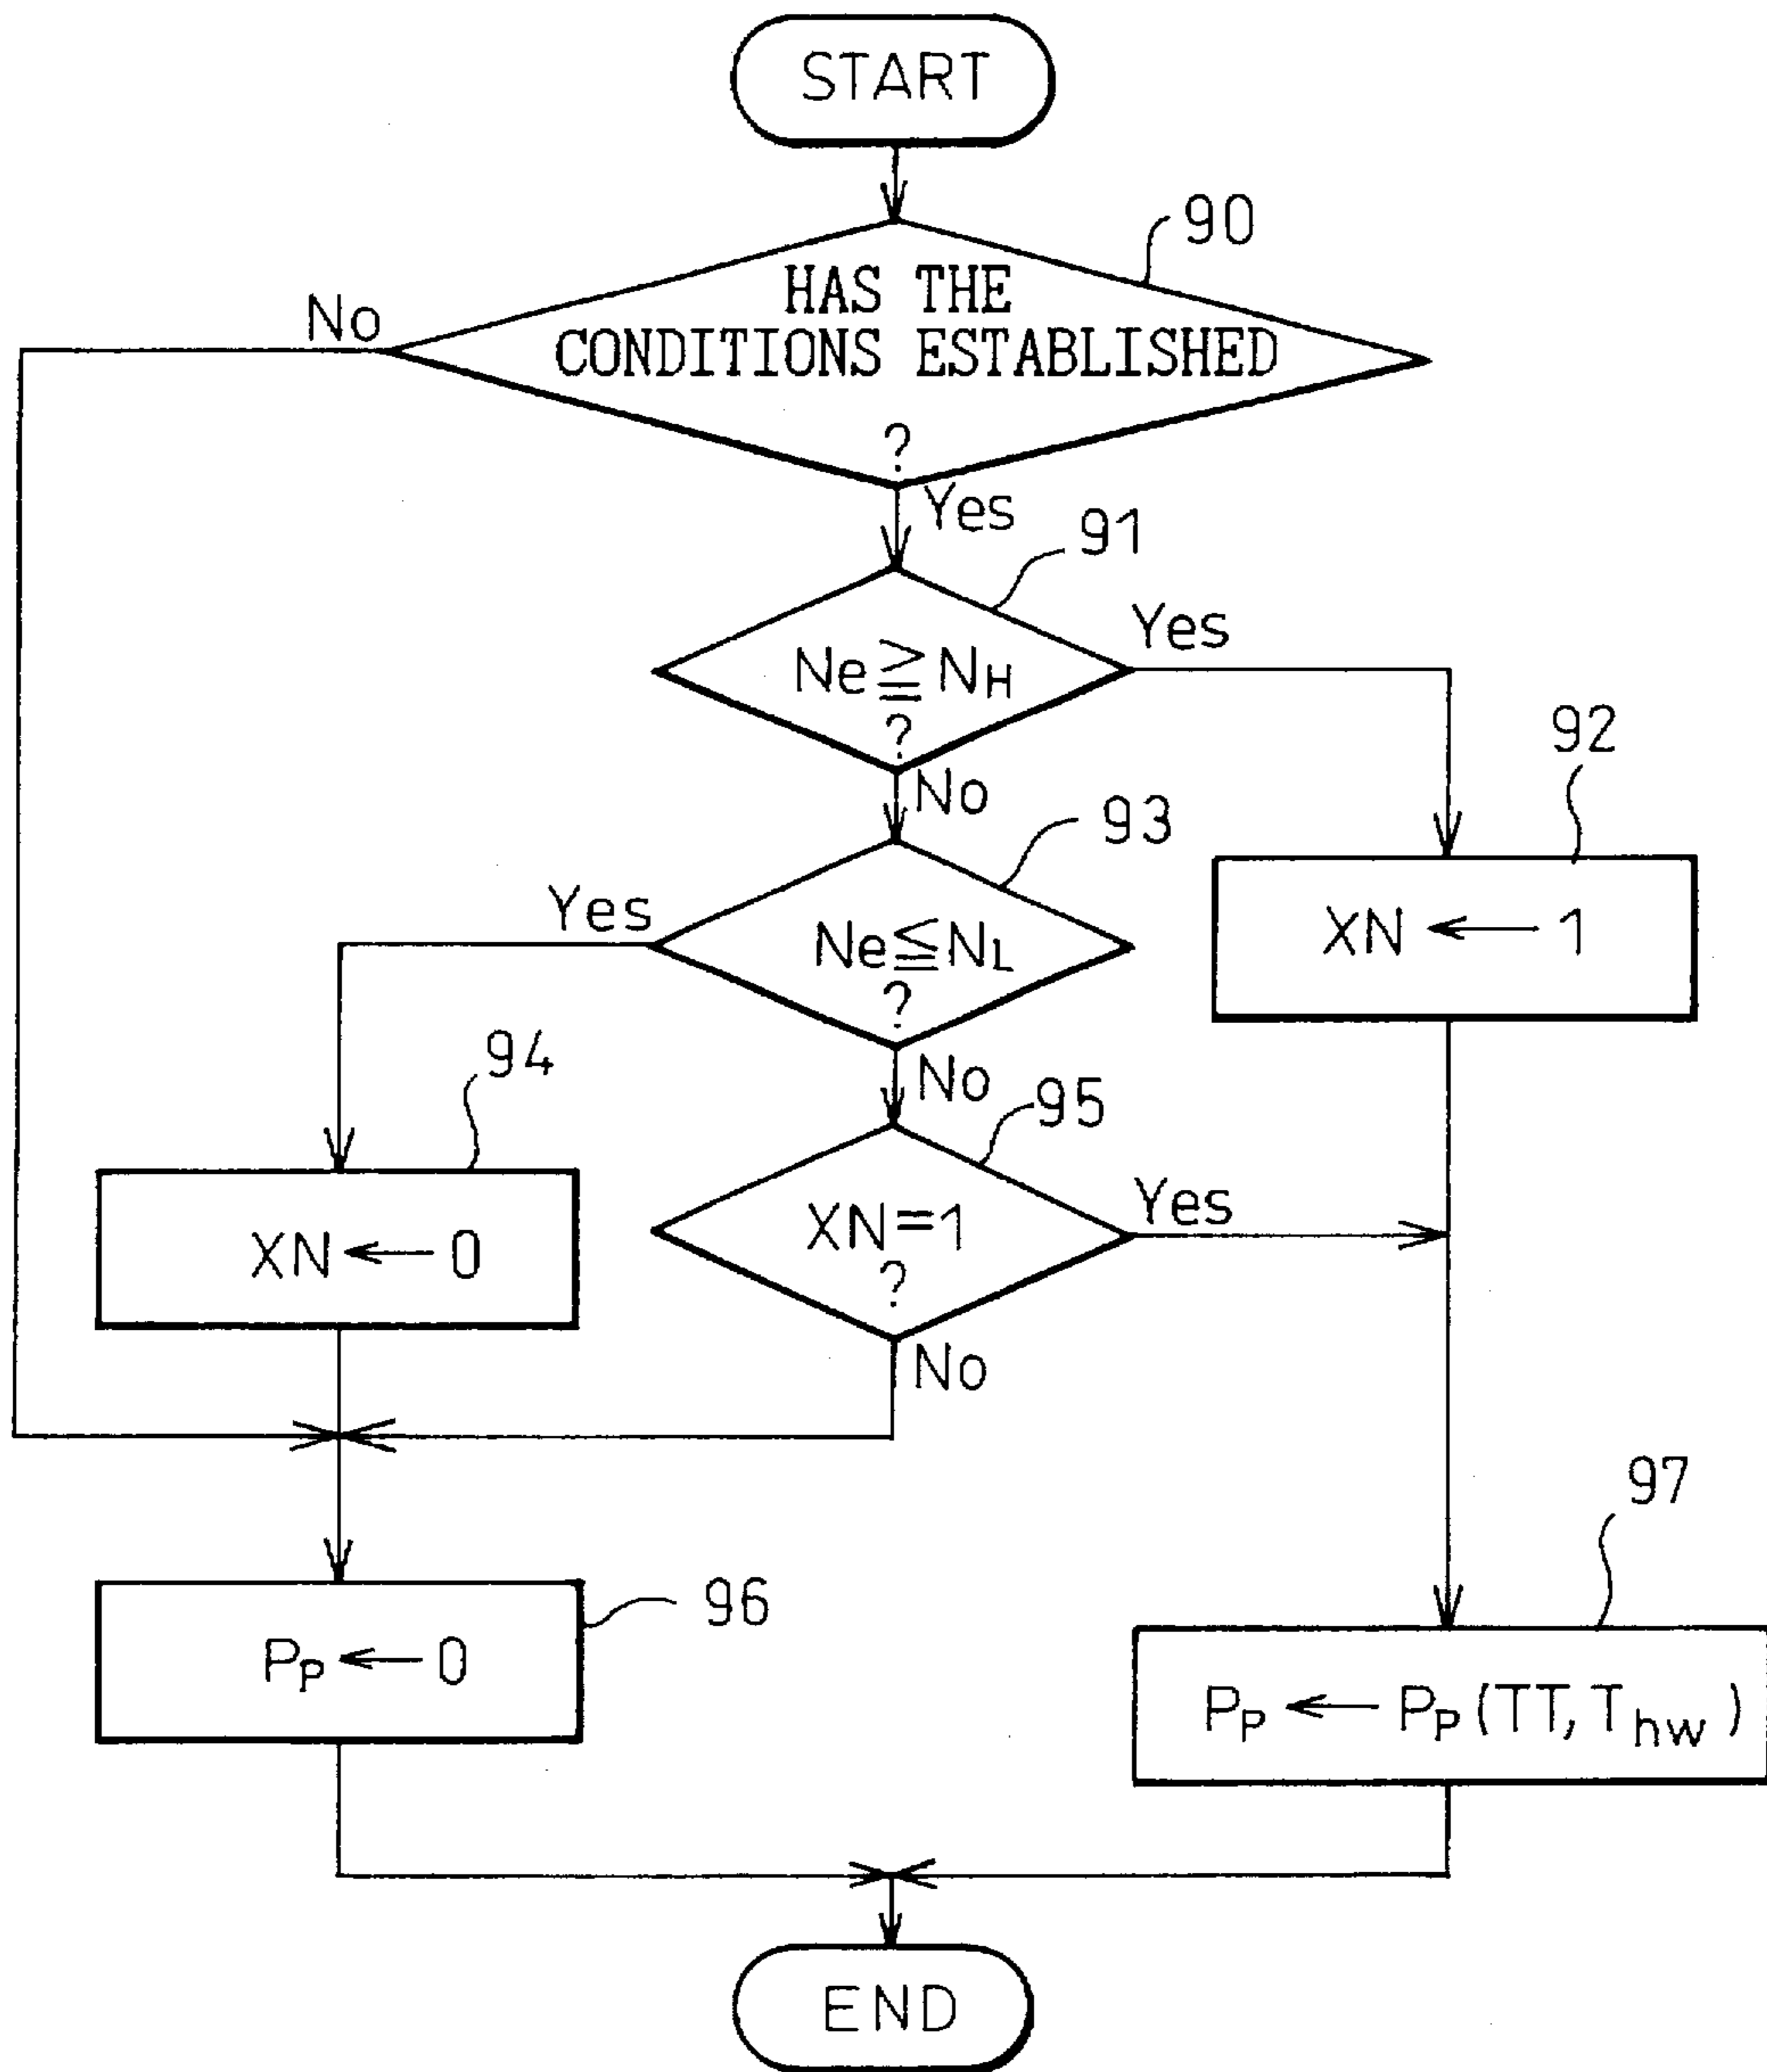 START
90
HAS THE
CONDITIONS ESTABLISHED
?
No
Yes
91
Ne≧NH
?
Yes
No
92
XN ← 1
93
Ne≦NL
?
Yes
No
94
XN ← 0
95
XN=1
?
Yes
No
96
PP ← 0
97
PP ← PP(TT, Thw)
END